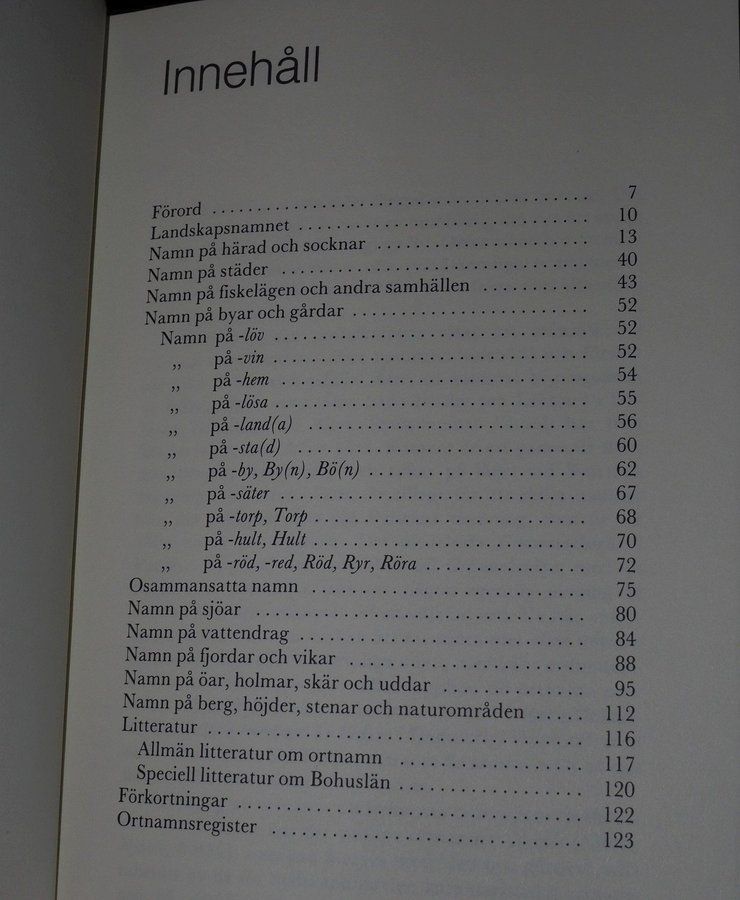 Innehåll
Förord ........................................ 7
Landskapsnamnet ................................ 10
Namn på härad och socknar ........................ 13
Namn på städer ................................. 40
Namn på fiskelägen och andra samhällen ........... 43
Namn på byar och gårdar .......................... 52
Namn på -löv .................................. 52
,, på -vin .................................. 52
,, på -hem ................................. 54
,, på -lösa ................................. 55
,, på -land(a) .............................. 56
,, på -sta(d) ............................... 60
,, på -by, By(n), Bö(n) ........................ 62
,, på -säter ................................. 67
,, på -torp, Torp ............................. 68
,, på -hult, Hult ............................. 70
,, på -röd, -red, Röd, Ryr, Röra ................. 72
Osammansatta namn ............................. 75
Namn på sjöar .................................. 80
Namn på vattendrag .............................. 84
Namn på fjordar och vikar ......................... 88
Namn på öar, holmar, skär och uddar ............... 95
Namn på berg, höjder, stenar och naturområden ..... 112
Litteratur ........................................ 116
Allmän litteratur om ortnamn .................... 117
Speciell litteratur om Bohuslän .................... 120
Förkortningar .................................... 122
Ortnamnsregister ................................. 123